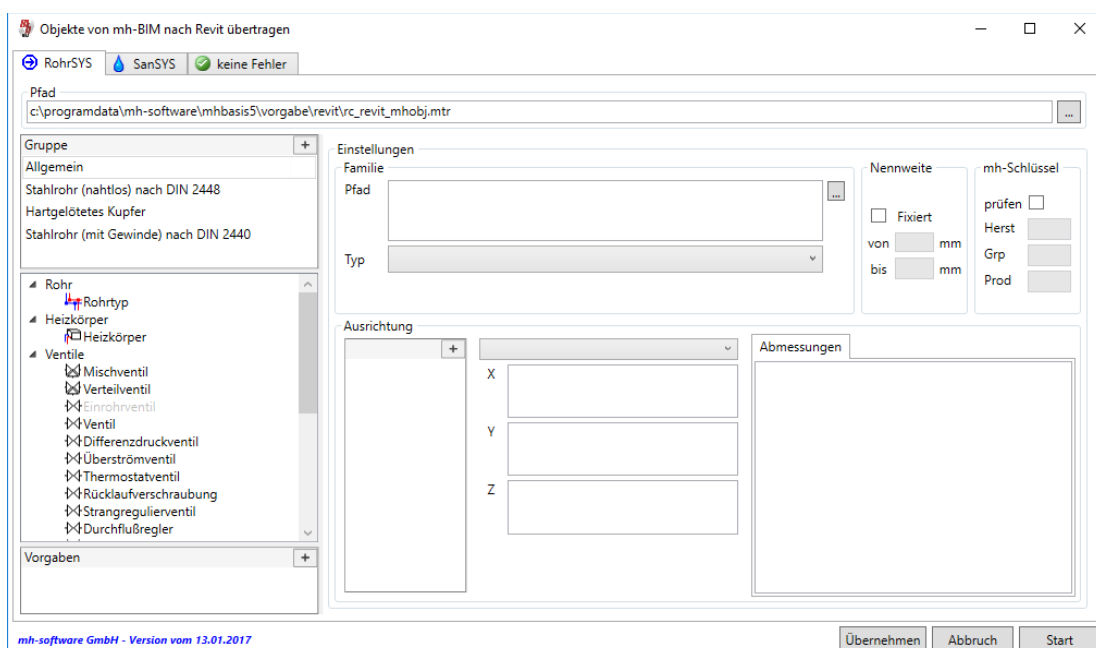 Objekte von mh-BIM nach Revit übertragen
RohrSYS SanSYS keine Fehler
Pfad
c:\programdata\mh-software\mhbasis5\vorgabe\revit\rc_revit_mhobj.mtr ...
Gruppe +
Allgemein
Stahlrohr (nahtlos) nach DIN 2448
Hartgelötetes Kupfer
Stahlrohr (mit Gewinde) nach DIN 2440
Rohr
Rohrtyp
Heizkörper
Heizkörper
Ventile
Mischventil
Verteilventil
Einrohrventil
Ventil
Differenzdruckventil
Überströmventil
Thermostatventil
Rücklaufverschraubung
Strangregulierventil
Durchflußregler
Vorgaben +
Einstellungen
Familie
Pfad ...
Typ
Nennweite
Fixiert
von mm
bis mm
mh-Schlüssel
prüfen
Herst
Grp
Prod
Ausrichtung
+
X
Y
Z
Abmessungen
mh-software GmbH - Version vom 13.01.2017
Übernehmen Abbruch Start